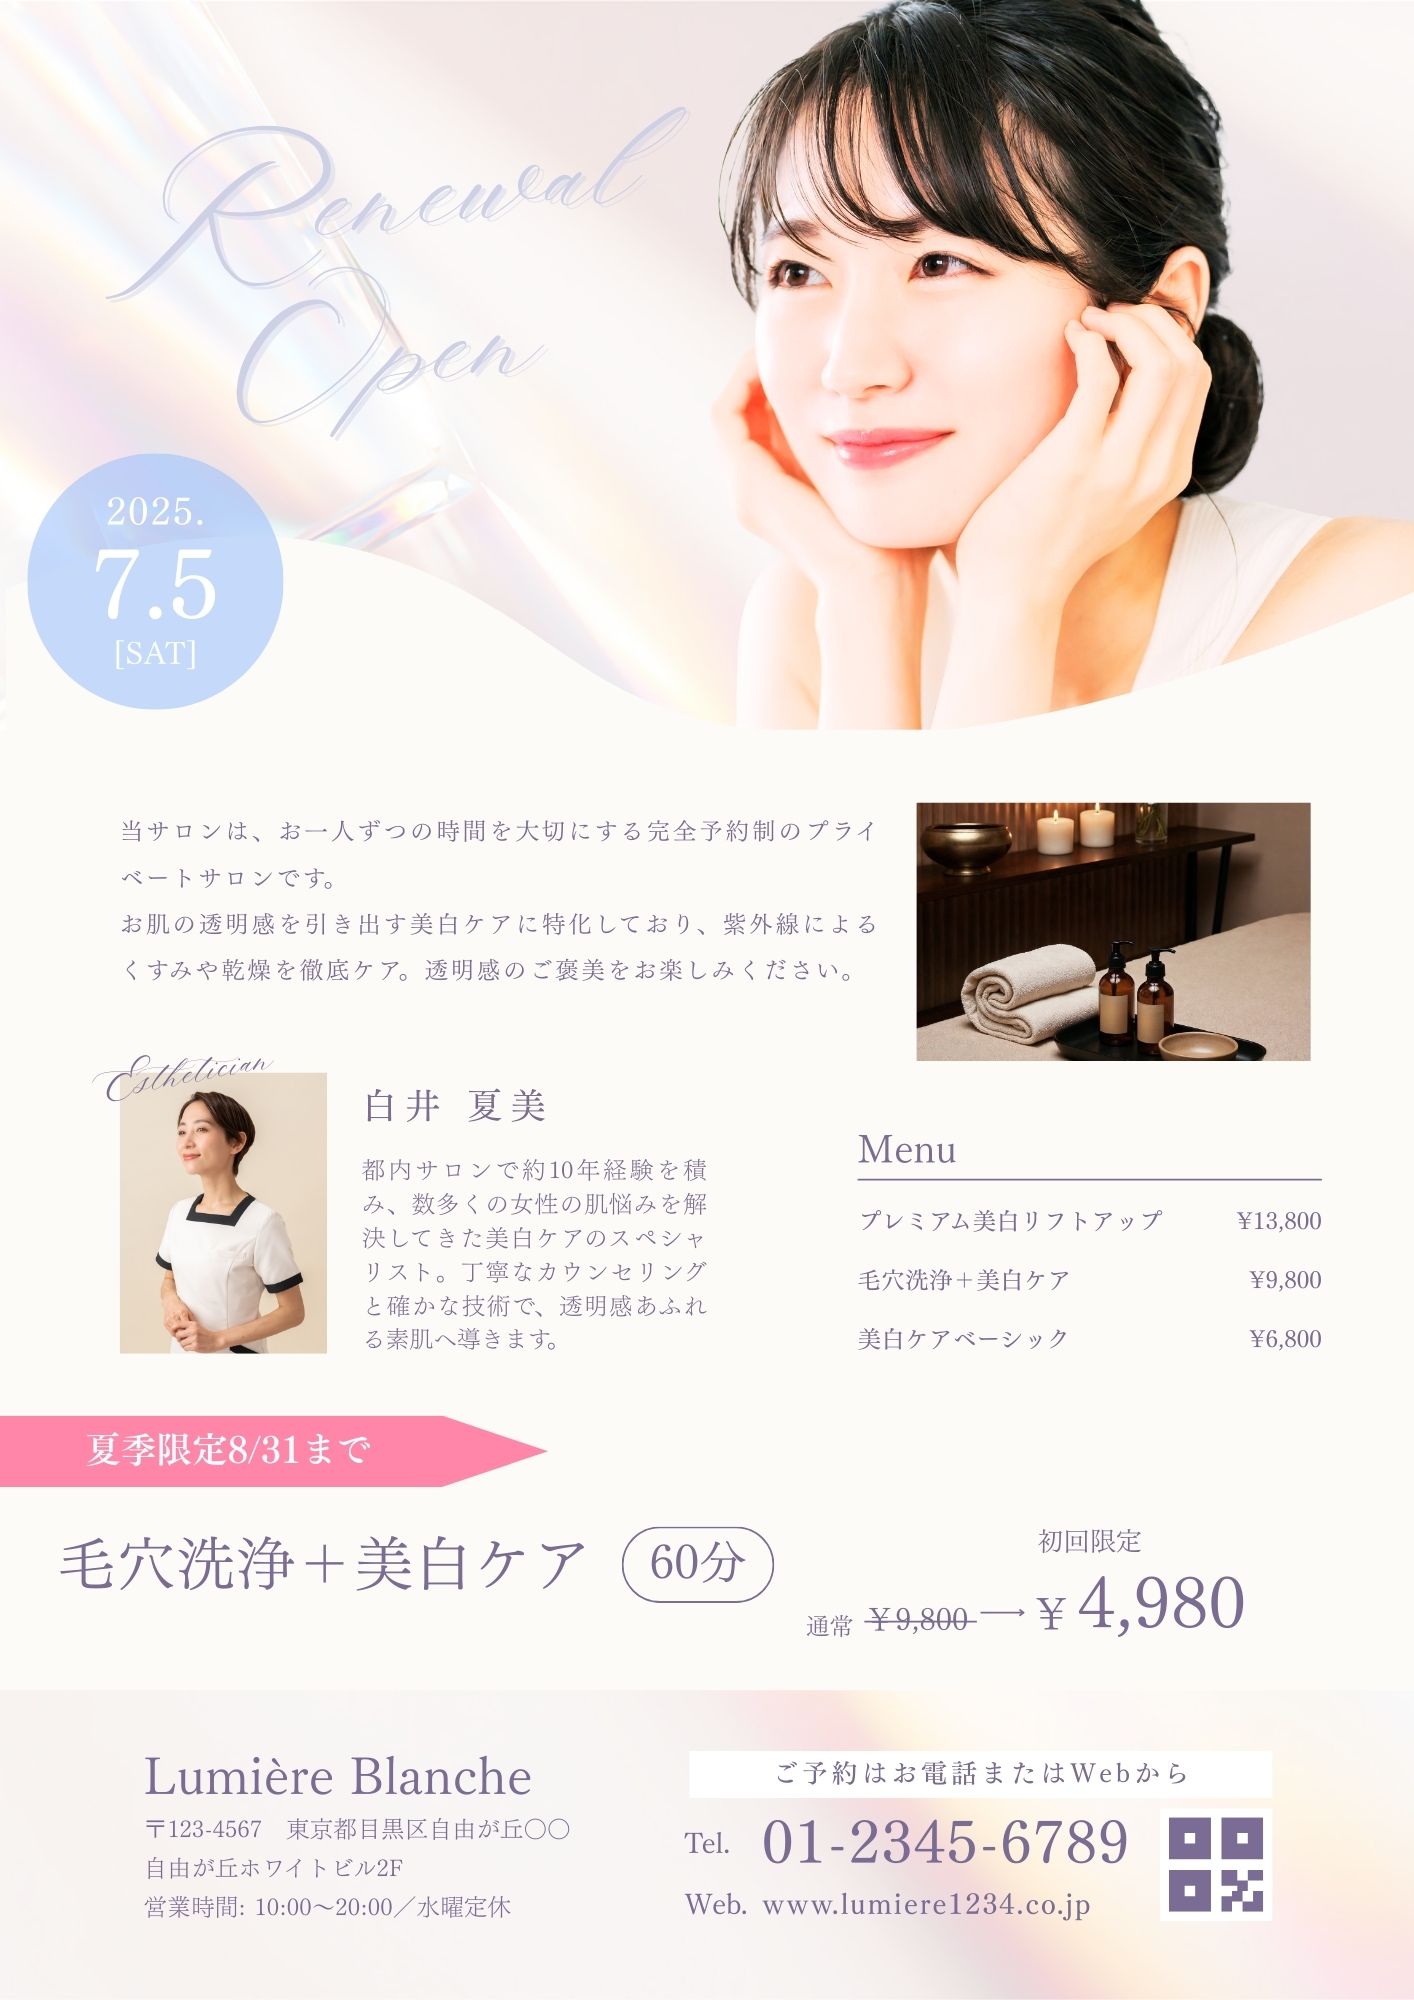 Renewal
Open
2025.
7.5
[SAT]
当サロンは、お一人ずつの時間を大切にする完全予約制のプライ
ベートサロンです。
お肌の透明感を引き出す美白ケアに特化しており、紫外線による
くすみや乾燥を徹底ケア。透明感のご褒美をお楽しみください。
Esthetician
白井 夏美
都内サロンで約10年経験を積
み、数多くの女性の肌悩みを解
決してきた美白ケアのスペシャ
リスト。丁寧なカウンセリング
と確かな技術で、透明感あふれ
る素肌へ導きます。
Menu
プレミアム美白リフトアップ ¥13,800
毛穴洗浄＋美白ケア ¥9,800
美白ケアベーシック ¥6,800
夏季限定8/31まで
毛穴洗浄＋美白ケア 60分
初回限定
通常 ¥9,800 → ¥4,980
Lumière Blanche
〒123-4567　東京都目黒区自由が丘〇〇
自由が丘ホワイトビル2F
営業時間: 10:00〜20:00／水曜定休
ご予約はお電話またはWebから
Tel. 01-2345-6789
Web. www.lumiere1234.co.jp